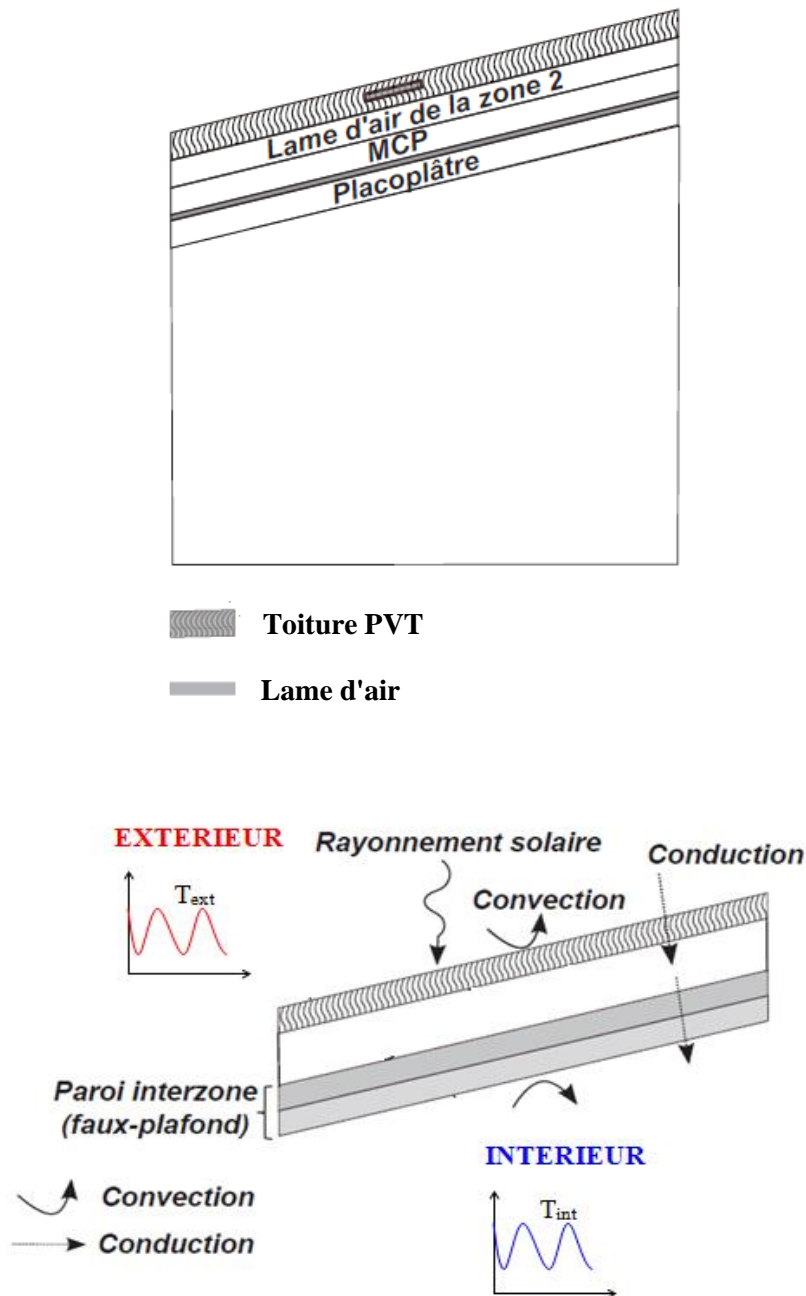 Lame d'air de la zone 2
MCP
Placoplâtre
Toiture PVT
Lame d'air
EXTERIEUR
Rayonnement solaire
Conduction
Text
Convection
Paroi interzone
(faux-plafond)
INTERIEUR
Convection
Tint
Conduction